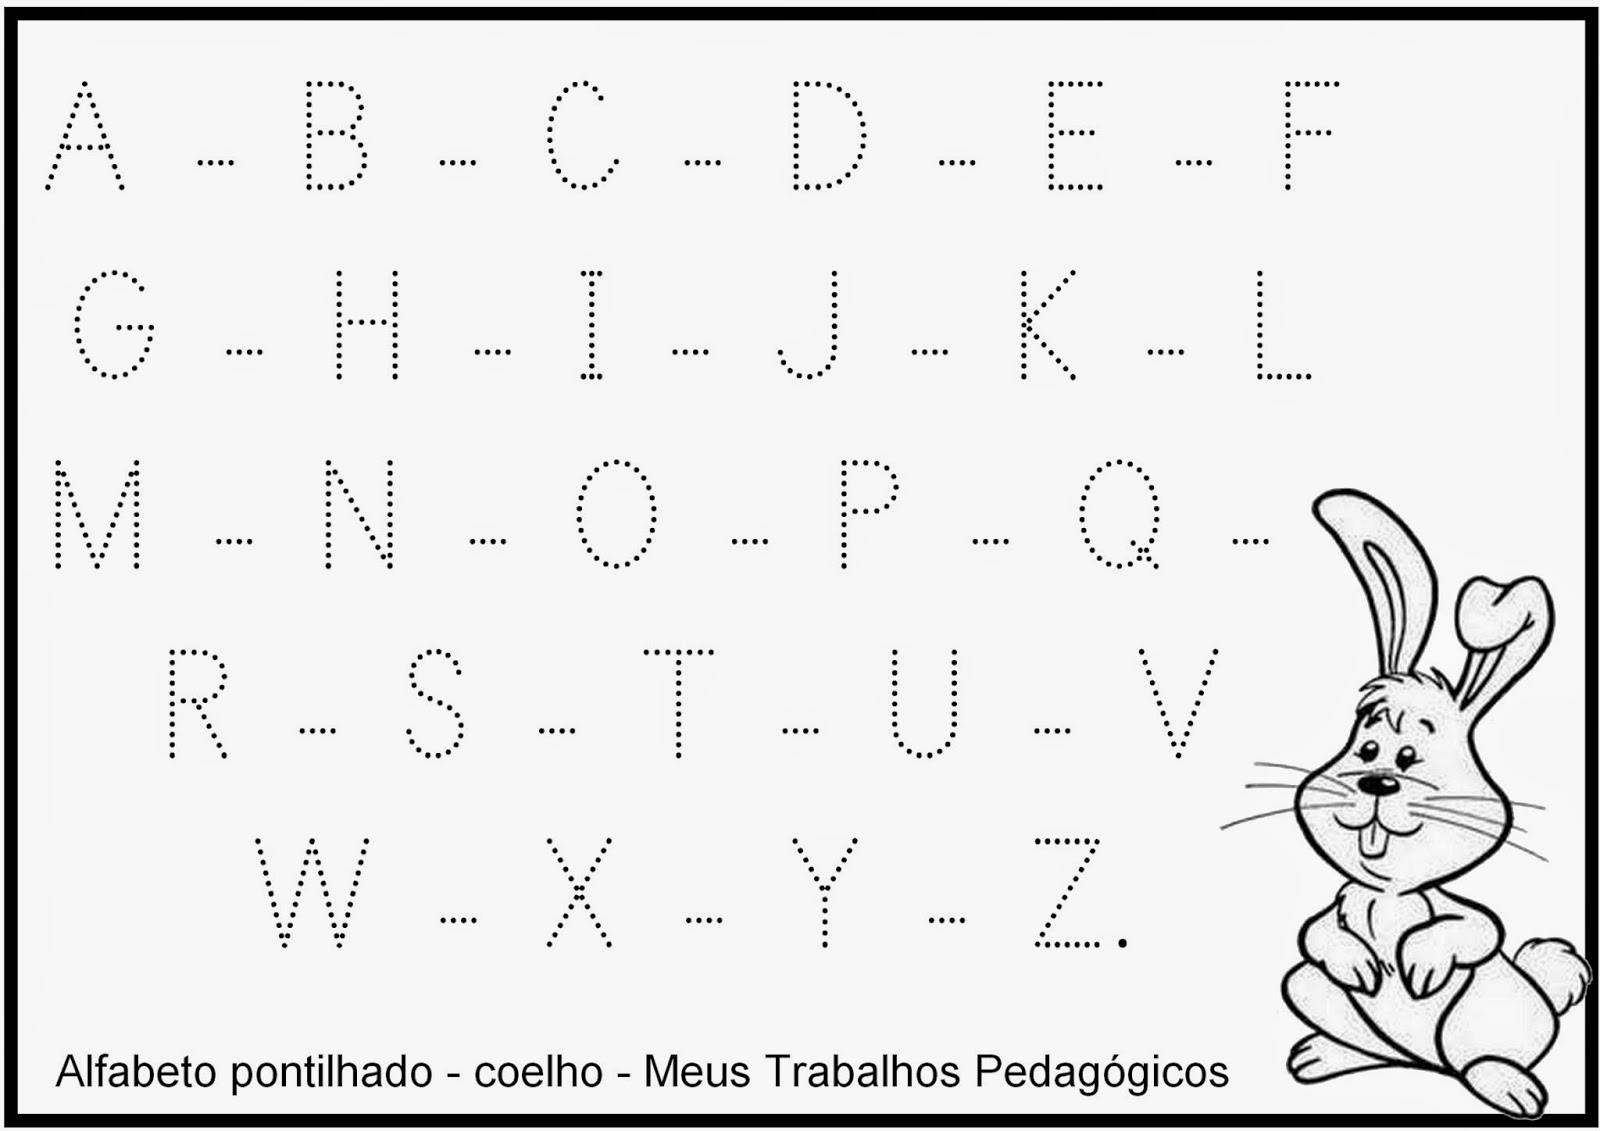 A - B - C - D - E - F
G - H - I - J - K - L
M - N - O - P - Q -
R - S - T - U - V
W - X - Y - Z.
Alfabeto pontilhado - coelho - Meus Trabalhos Pedagógicos